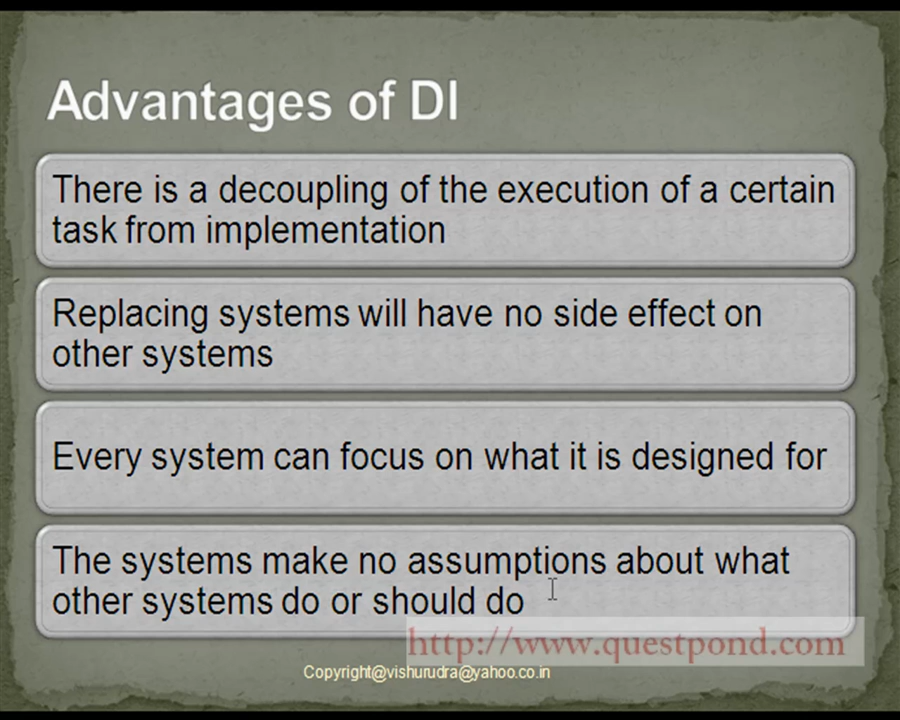 Advantages of DI
There is a decoupling of the execution of a certain
task from implementation
Replacing systems will have no side effect on
other systems
Every system can focus on what it is designed for
The systems make no assumptions about what
other systems do or should do
http://www.questpond.com
Copyright@vishurudra@yahoo.co.in